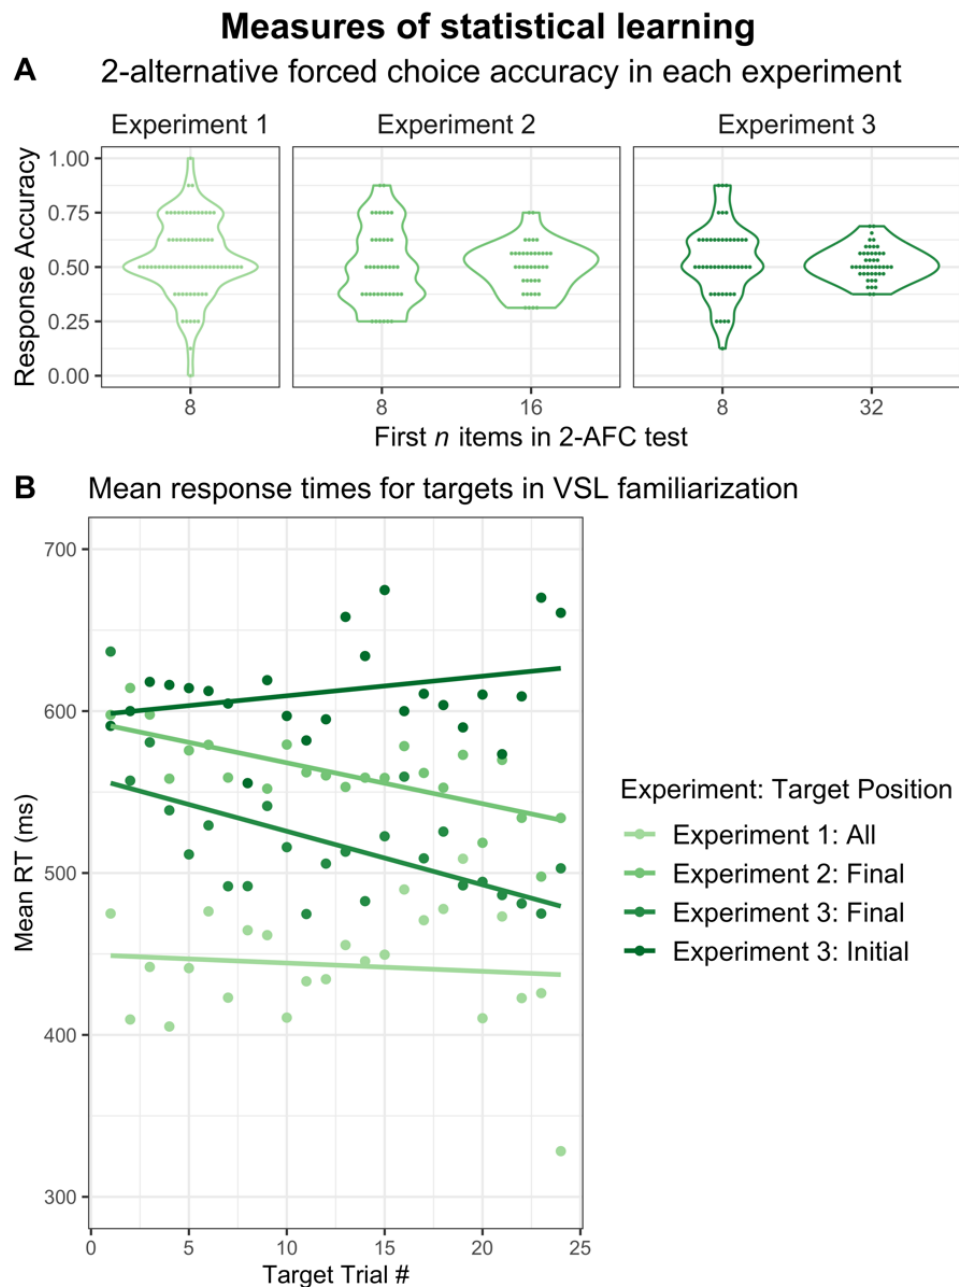 Measures of statistical learning
A 2-alternative forced choice accuracy in each experiment
Experiment 1 Experiment 2 Experiment 3
Response Accuracy
1.00
0.75
0.50
0.25
0.00
8 8 16 8 32
First n items in 2-AFC test
B Mean response times for targets in VSL familiarization
Mean RT (ms)
700
600
500
400
300
0 5 10 15 20 25
Target Trial #
Experiment: Target Position
Experiment 1: All
Experiment 2: Final
Experiment 3: Final
Experiment 3: Initial